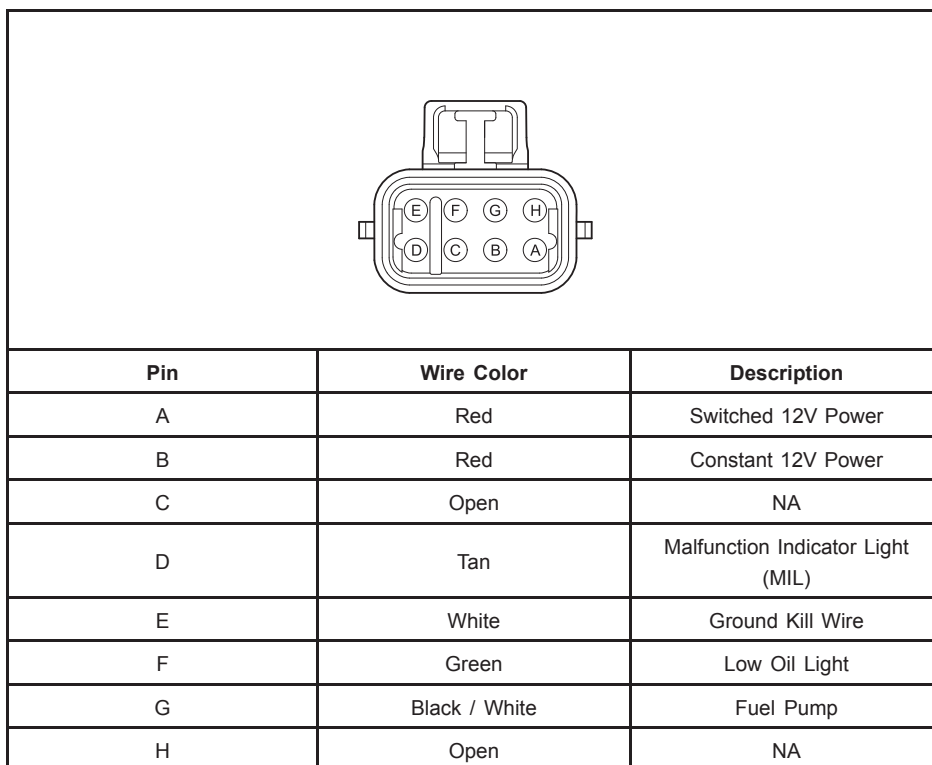 E F G H
D C B A
Pin Wire Color Description
A Red Switched 12V Power
B Red Constant 12V Power
C Open NA
D Tan Malfunction Indicator Light
(MIL)
E White Ground Kill Wire
F Green Low Oil Light
G Black / White Fuel Pump
H Open NA